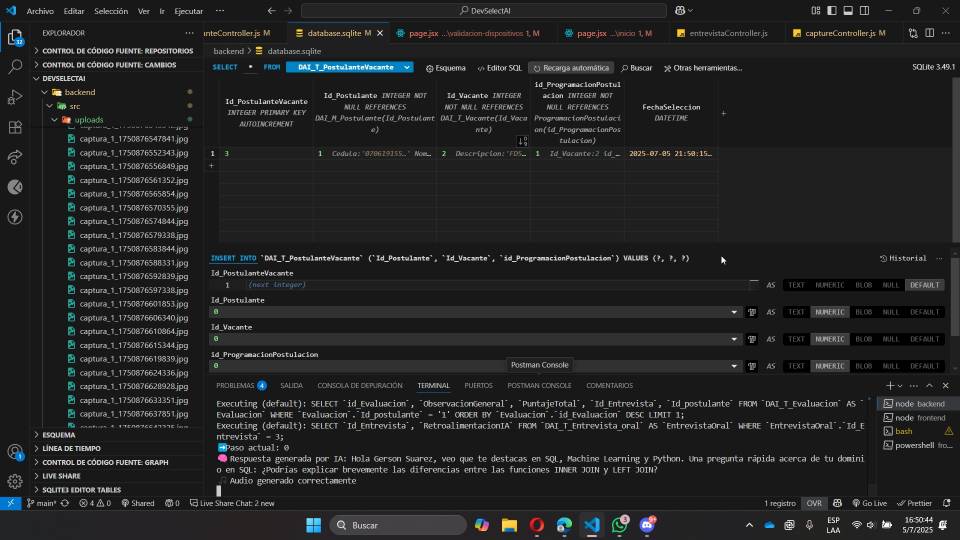 Archivo Editar Selección Ver Ir Ejecutar ··· DevSelectAI
EXPLORADOR ···
anteController.js M database.sqlite M page.jsx ...\validacion-dispositivos 1, M page.jsx ...\inicio 1, M entrevistaController.js captureController.js M
CONTROL DE CÓDIGO FUENTE: REPOSITORIOS
CONTROL DE CÓDIGO FUENTE: CAMBIOS
DEVSELECTAI
backend
src
uploads
captura_1_1750876547841.jpg
captura_1_1750876552343.jpg
captura_1_1750876556849.jpg
captura_1_1750876561352.jpg
captura_1_1750876565854.jpg
captura_1_1750876570355.jpg
captura_1_1750876574844.jpg
captura_1_1750876579338.jpg
captura_1_1750876583844.jpg
captura_1_1750876588351.jpg
captura_1_1750876592839.jpg
captura_1_1750876597338.jpg
captura_1_1750876601853.jpg
captura_1_1750876606340.jpg
captura_1_1750876610864.jpg
captura_1_1750876615344.jpg
captura_1_1750876619839.jpg
captura_1_1750876624336.jpg
captura_1_1750876628928.jpg
captura_1_1750876633351.jpg
captura_1_1750876637851.jpg
ESQUEMA
LÍNEA DE TIEMPO
CONTROL DE CÓDIGO FUENTE: GRAPH
LIVE SHARE
SQLITE3 EDITOR TABLES
backend > database.sqlite
SELECT * FROM DAI_T_PostulanteVacante Esquema Editor SQL Recarga automática Buscar Otras herramientas... SQLite 3.49.1
Id_PostulanteVacante
INTEGER PRIMARY KEY
AUTOINCREMENT
Id_Postulante INTEGER NOT
NULL REFERENCES
DAI_M_Postulante(Id_Postulant
e)
Id_Vacante INTEGER
NOT NULL REFERENCES
DAI_T_Vacante(Id_Vaca
nte)
id_ProgramacionPostul
acion INTEGER NOT
NULL REFERENCES
ProgramacionPostulaci
on(id_ProgramacionPos
tulacion)
FechaSeleccion
DATETIME
1 3 1 Cedula:'070619155…' Nom… 2 Descripcion:'FDS… 1 Id_Vacante:2 id_… 2025-07-05 21:50:15…
INSERT INTO `DAI_T_PostulanteVacante` (`Id_Postulante`, `Id_Vacante`, `id_ProgramacionPostulacion`) VALUES (?, ?, ?) Historial ···
Id_PostulanteVacante
1 (next integer) AS TEXT NUMERIC BLOB NULL DEFAULT
Id_Postulante
0 AS TEXT NUMERIC BLOB NULL DEFAULT
Id_Vacante
0 AS TEXT NUMERIC BLOB NULL DEFAULT
id_ProgramacionPostulacion
0 AS TEXT NUMERIC BLOB NULL DEFAULT
Postman Console
PROBLEMAS 4 SALIDA CONSOLA DE DEPURACIÓN TERMINAL PUERTOS POSTMAN CONSOLE COMENTARIOS
Executing (default): SELECT `id_Evaluacion`, `ObservacionGeneral`, `PuntajeTotal`, `Id_Entrevista`, `Id_postulante` FROM `DAI_T_Evaluacion` AS `
Evaluacion` WHERE `Evaluacion`.`Id_postulante` = '1' ORDER BY `Evaluacion`.`id_Evaluacion` DESC LIMIT 1;
Executing (default): SELECT `Id_Entrevista`, `RetroalimentacionIA` FROM `DAI_T_Entrevista_oral` AS `EntrevistaOral` WHERE `EntrevistaOral`.`Id_E
ntrevista` = 3;
Paso actual: 0
Respuesta generada por IA: Hola Gerson Suarez, veo que te destacas en SQL, Machine Learning y Python. Una pregunta rápida acerca de tu domini
o en SQL: ¿Podrías explicar brevemente las diferencias entre las funciones INNER JOIN y LEFT JOIN?
Audio generado correctamente
node backend
node frontend
bash
powershell fro...
main* 4 0 Shared 0 Live Share Chat: 2 new 1 registro OVR Go Live Prettier
Buscar ESP
LAA 16:50:44
5/7/2025